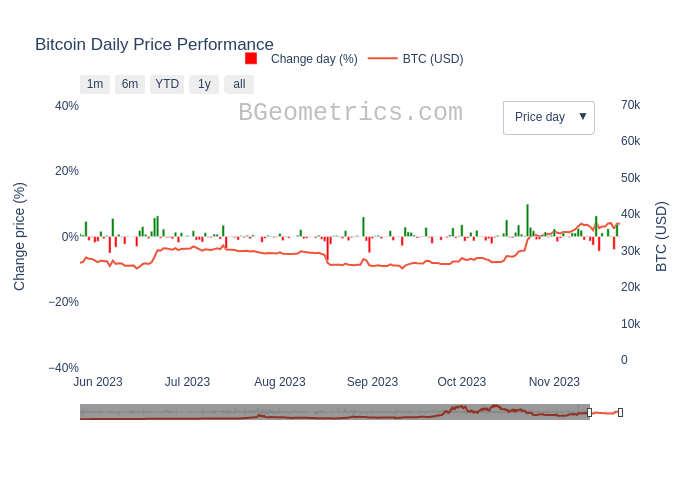 Bitcoin Daily Price Performance
Change day (%) BTC (USD)
1m 6m YTD 1y all
BGeometrics.com
Price day ▼
40%
20%
0%
−20%
−40%
Change price (%)
70k
60k
50k
40k
30k
20k
10k
0
BTC (USD)
Jun 2023 Jul 2023 Aug 2023 Sep 2023 Oct 2023 Nov 2023